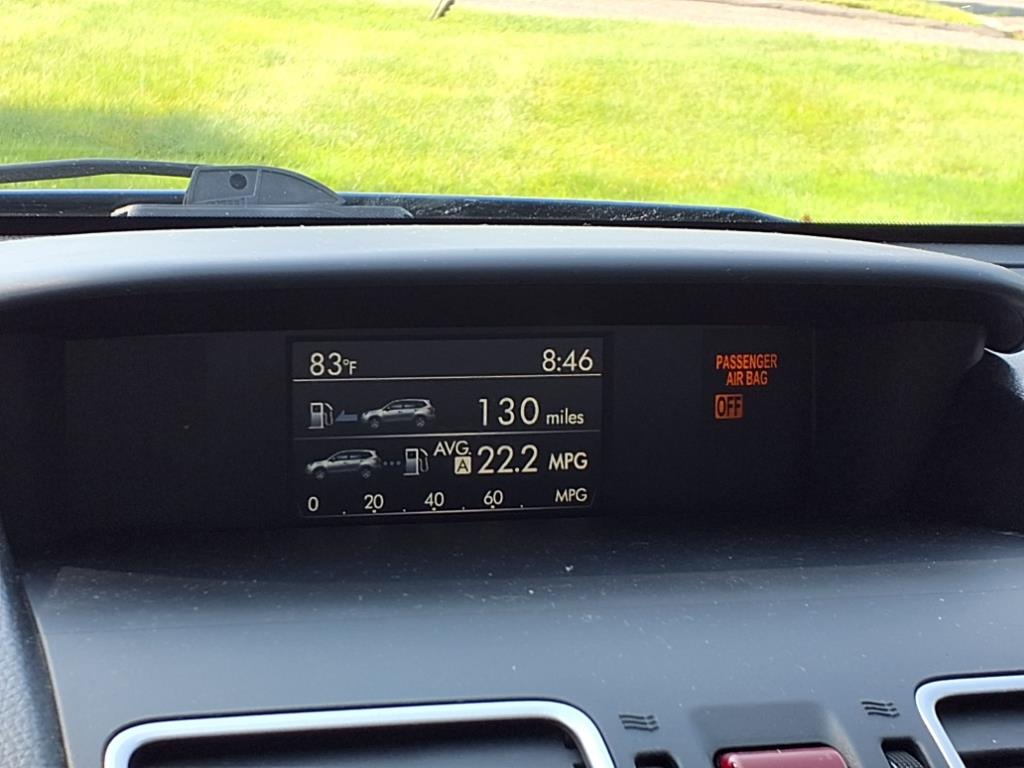 83°F 8:46
130 miles
AVG. A 22.2 MPG
0 . 20 . 40 . 60 . MPG
PASSENGER
AIR BAG
OFF